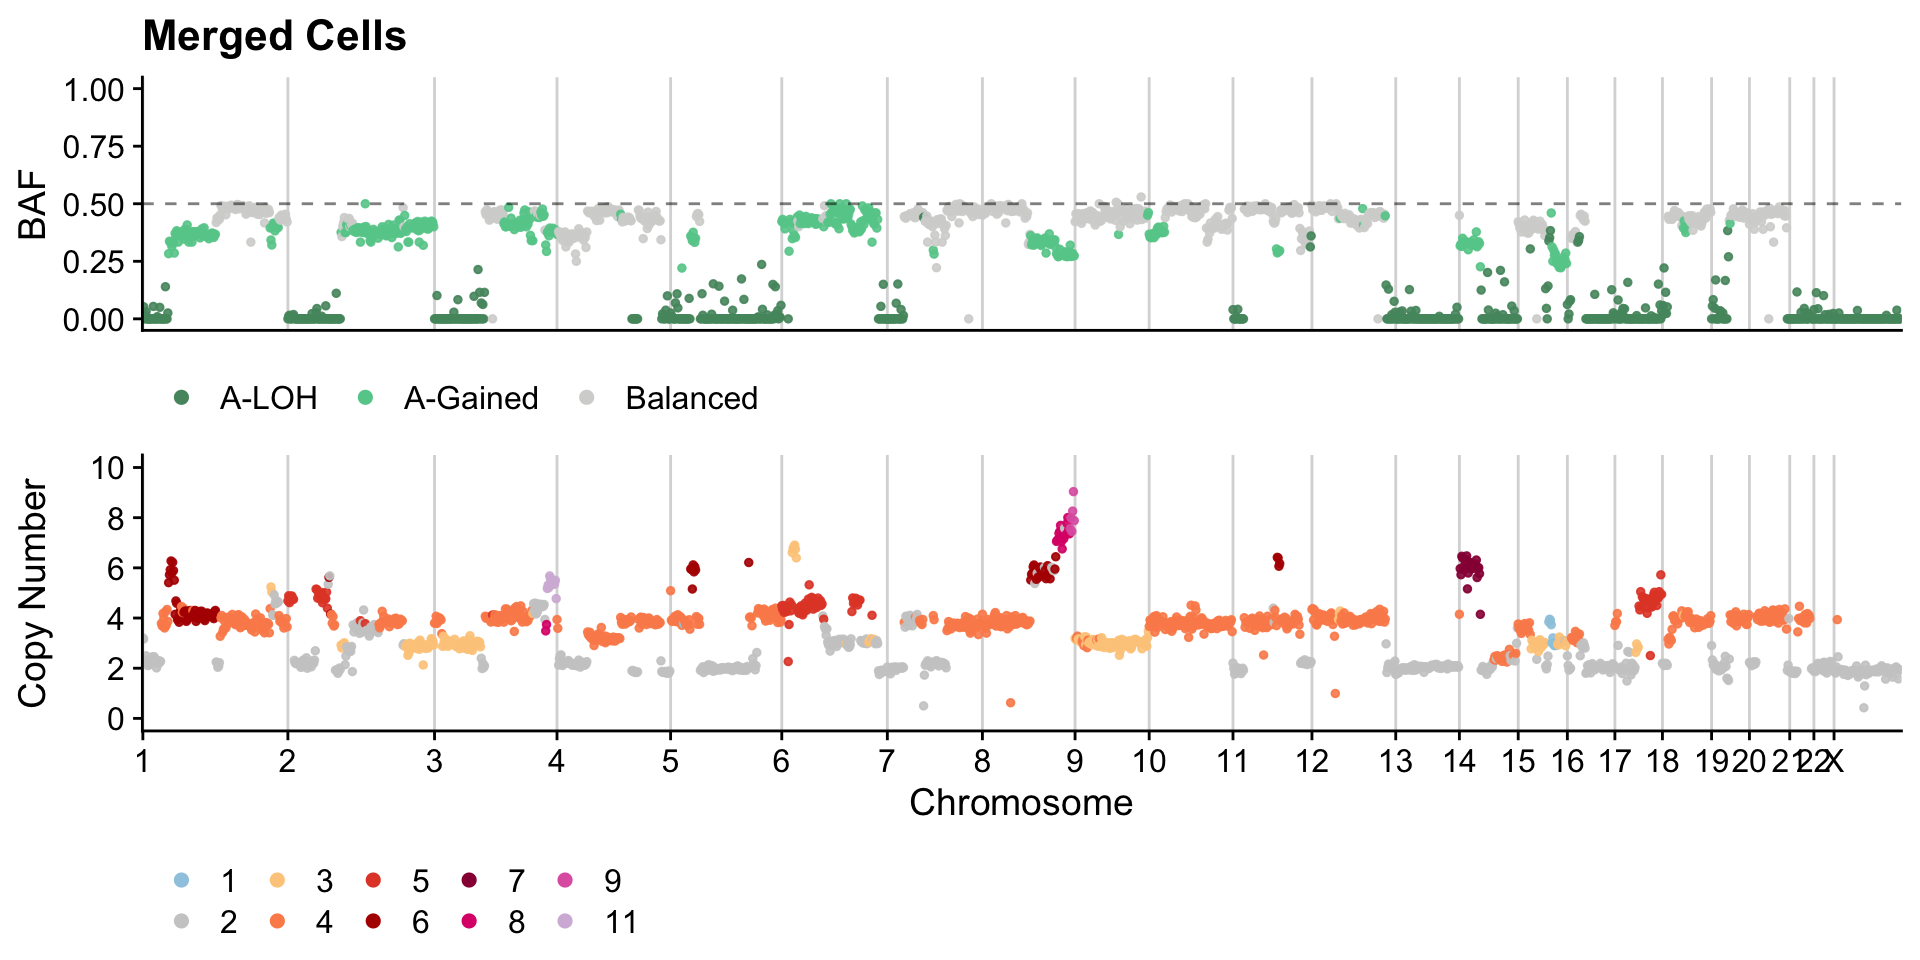 Merged Cells
1.00
0.75
0.50
0.25
0.00
BAF
A-LOH A-Gained Balanced
10
8
6
4
2
0
Copy Number
1 2 3 4 5 6 7 8 9 10 11 12 13 14 15 16 17 18 19 20 21 22 X
Chromosome
1 3 5 7 9
2 4 6 8 11